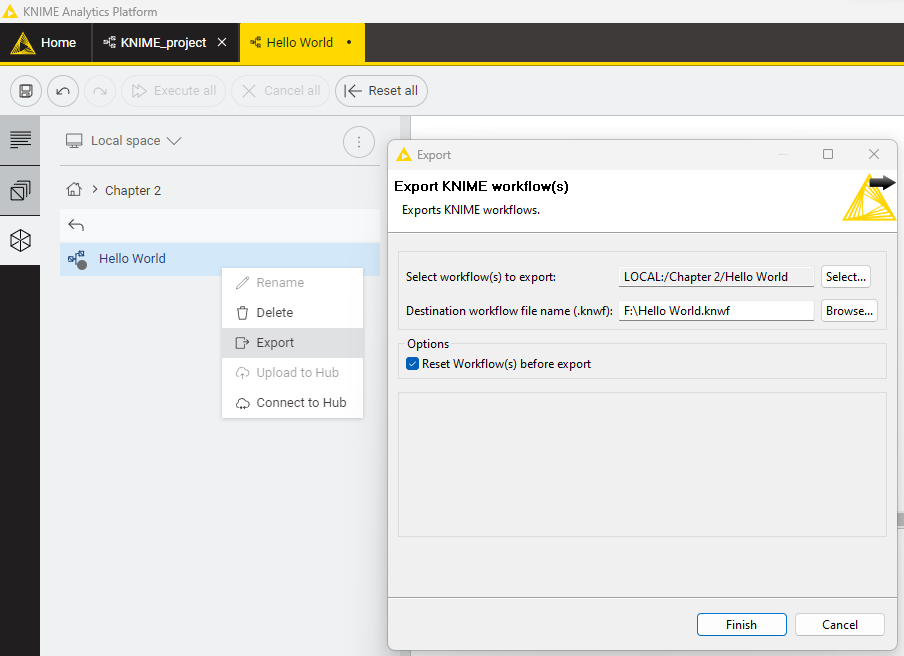 KNIME Analytics Platform
Home
KNIME_project
Hello World
Execute all
Cancel all
Reset all
Local space
Chapter 2
Hello World
Rename
Delete
Export
Upload to Hub
Connect to Hub
Export
Export KNIME workflow(s)
Exports KNIME workflows.
Select workflow(s) to export: LOCAL:/Chapter 2/Hello World Select...
Destination workflow file name (.knwf): F:\Hello World.knwf Browse...
Options
Reset Workflow(s) before export
Finish Cancel